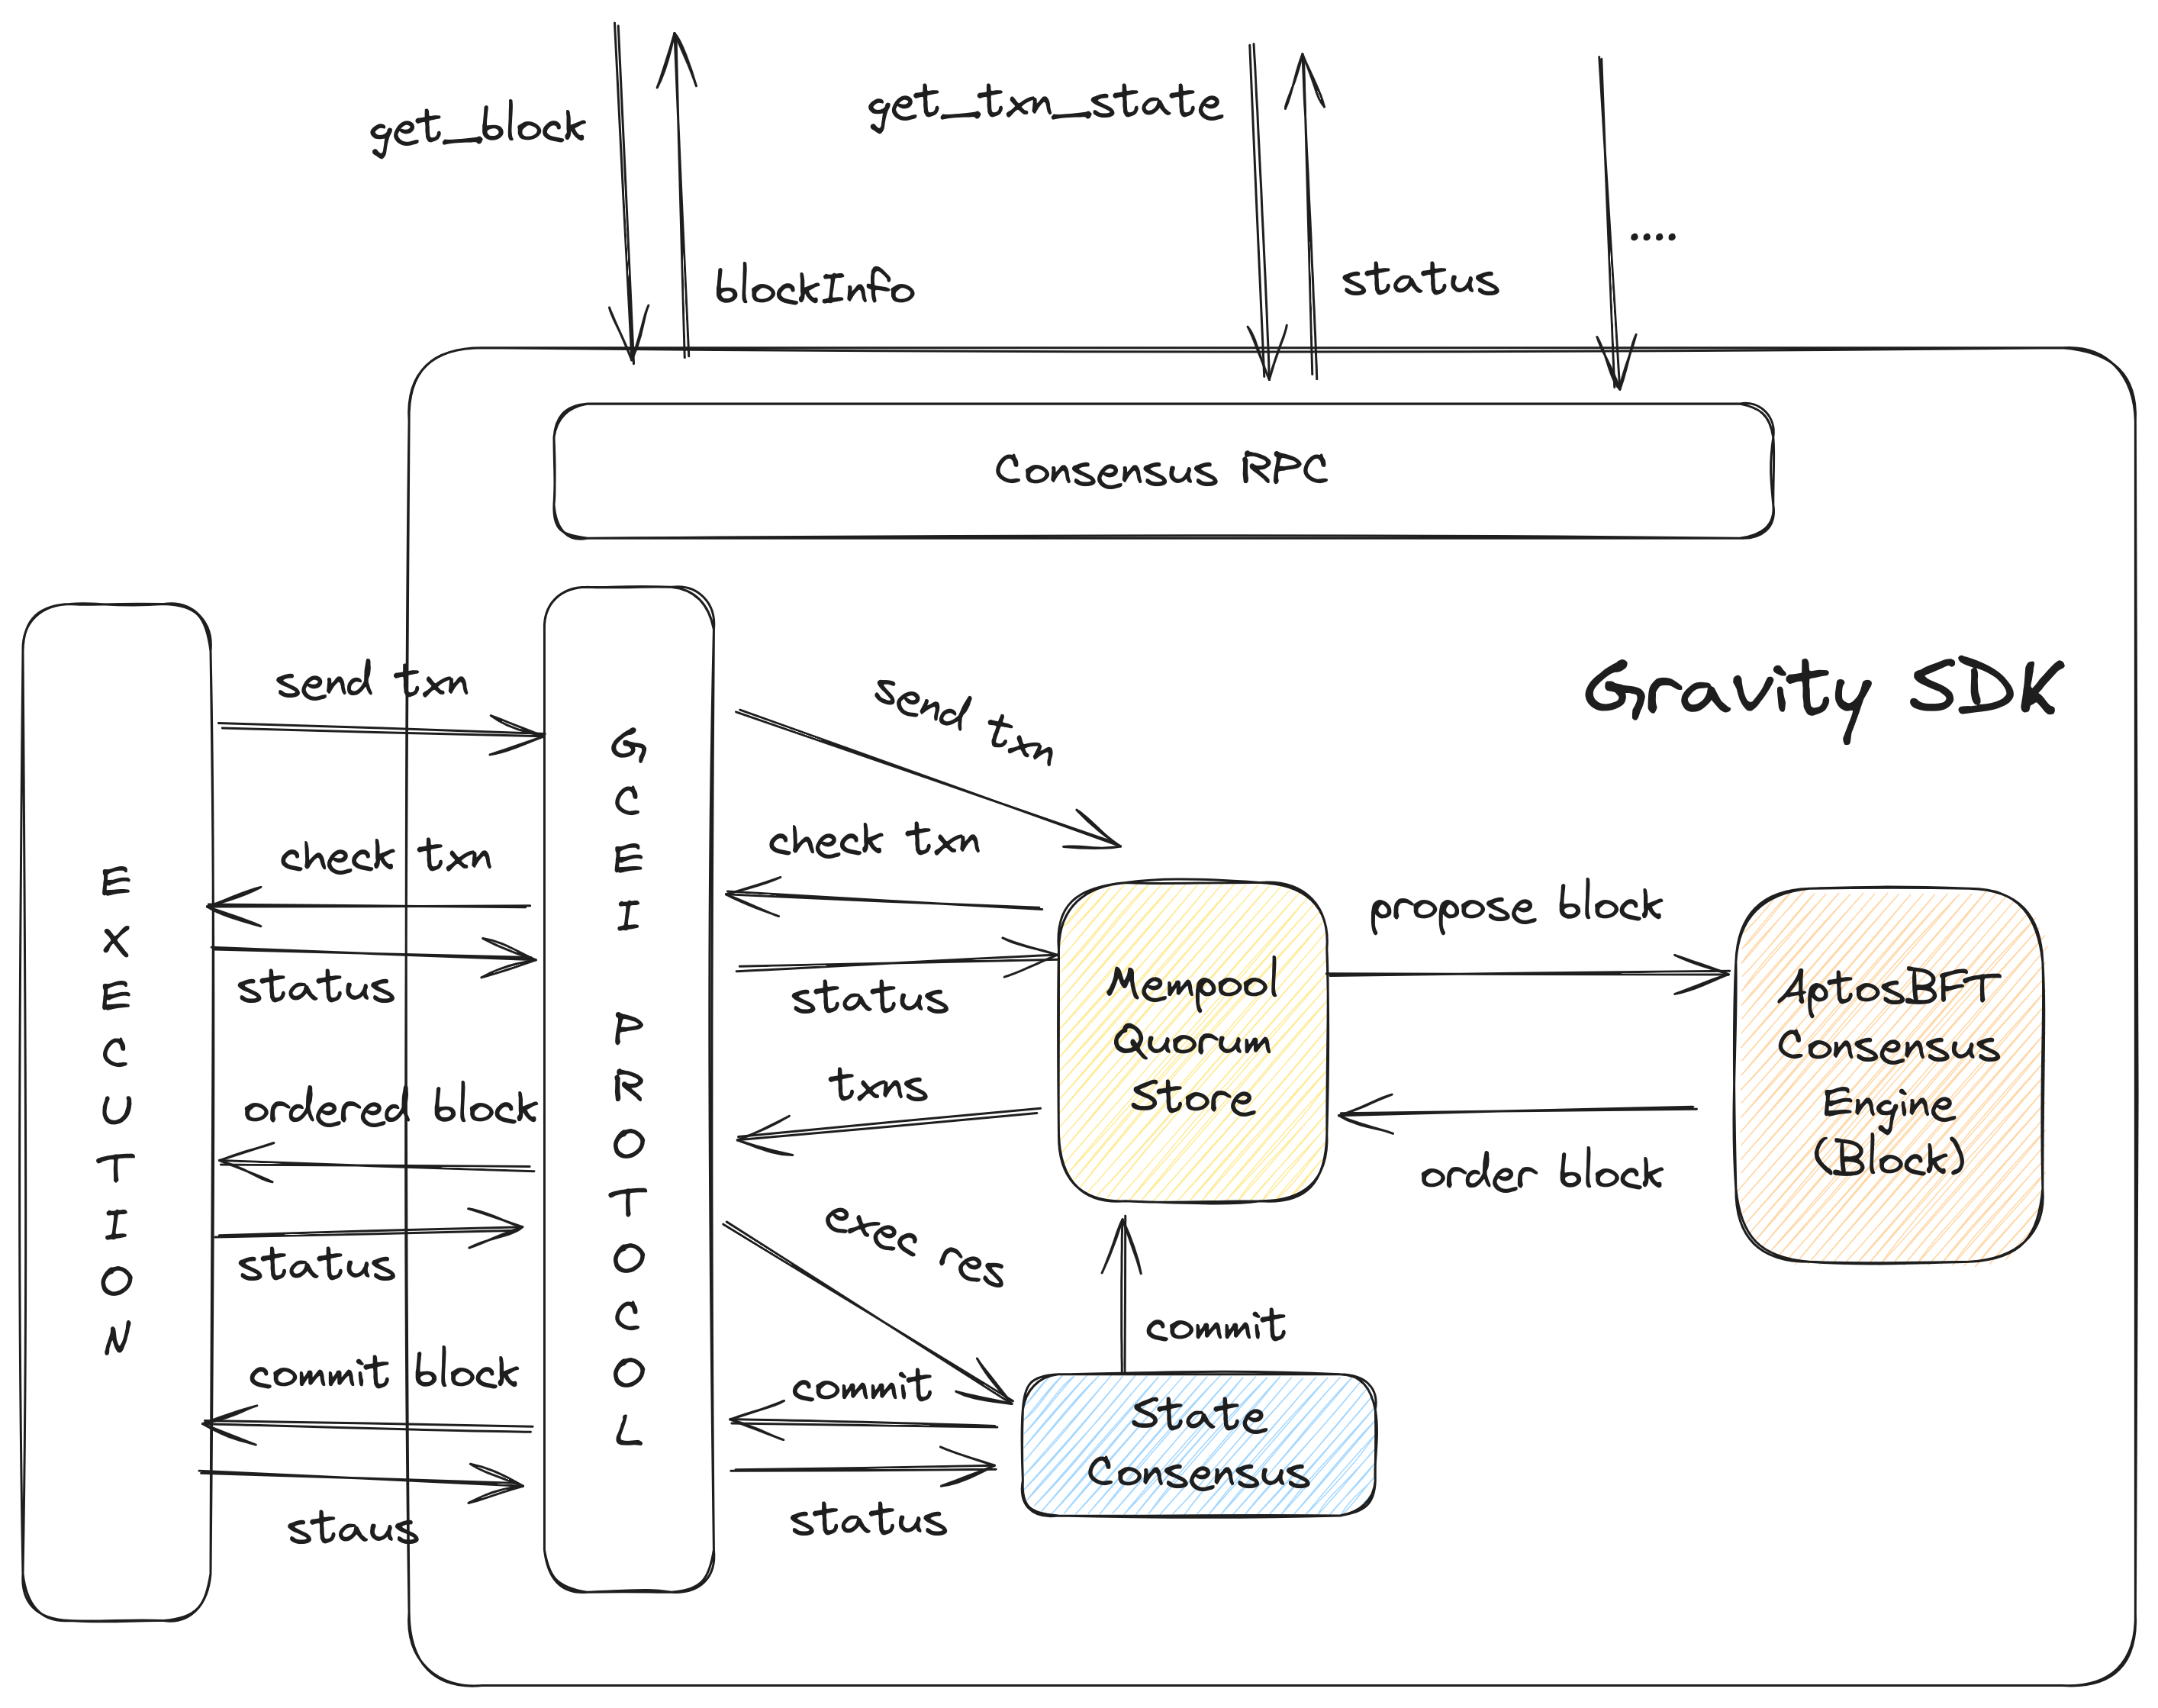 get_block
get_txn_state
....
blockInfo
status
Consensus RPC
Gravity SDK
EXECUTION
send txn
check txn
status
ordered block
status
commit block
staus
GCEI PROTOCOL
send txn
check txn
status
txns
exec res
commit
status
Mempool
Quorum
Store
propose block
order block
AptosBFT
Consensus
Engine
(Block)
commit
State
Consensus